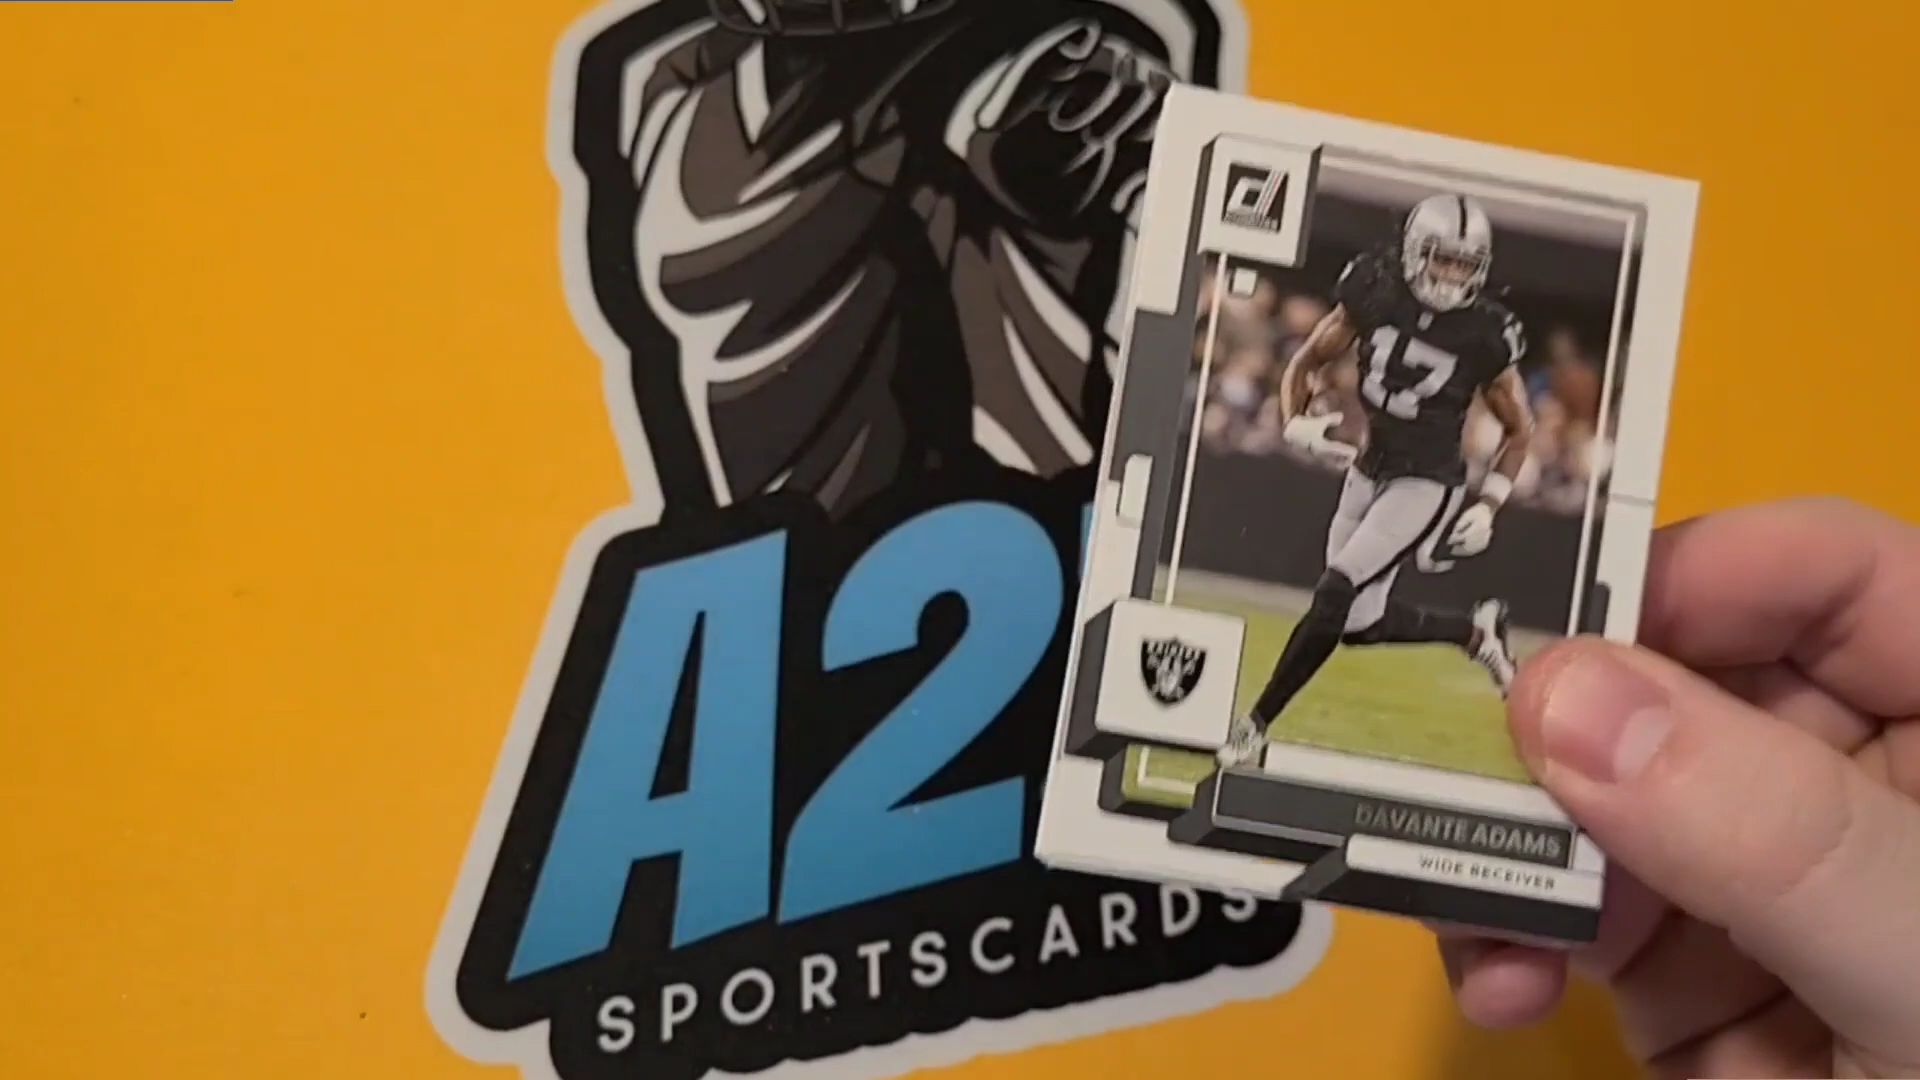 17
DAVANTE ADAMS
WIDE RECEIVER
A2
SPORTSCARDS